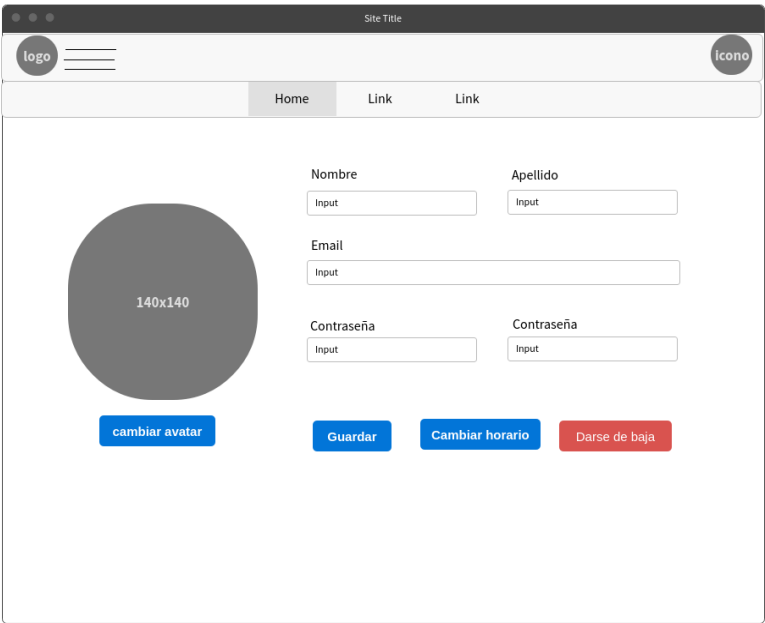 Site Title
logo
icono
Home Link Link
Nombre Apellido
Input Input
Email
Input
140x140
Contraseña Contraseña
Input Input
cambiar avatar
Guardar Cambiar horario Darse de baja